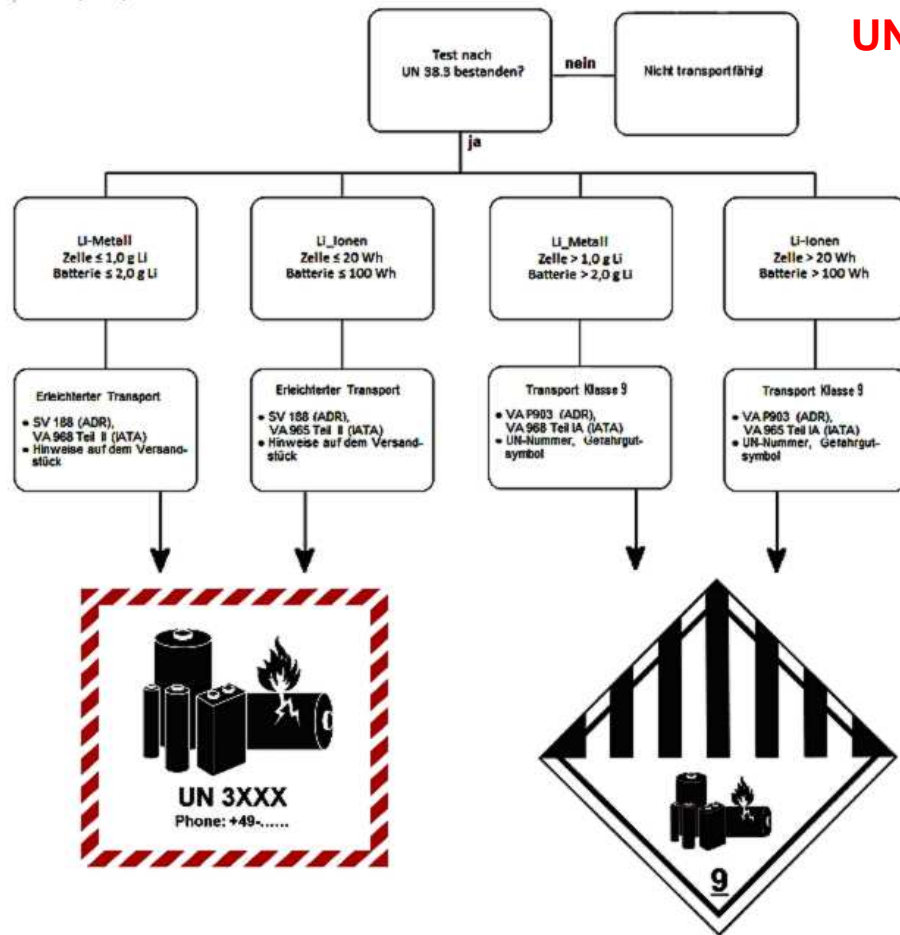 UN
Test nach
UN 38.3 bestanden?
nein
Nicht transportfähig!
ja
Li-Metall
Zelle ≤ 1,0 g Li
Batterie ≤ 2,0 g Li
Li_Ionen
Zelle ≤ 20 Wh
Batterie ≤ 100 Wh
Li_Metall
Zelle > 1,0 g Li
Batterie > 2,0 g Li
Li-Ionen
Zelle > 20 Wh
Batterie > 100 Wh
Erleichterter Transport
• SV 188 (ADR),
VA 968 Teil II (IATA)
• Hinweise auf dem Versand-
stück
Erleichterter Transport
• SV 188 (ADR),
VA 965 Teil II (IATA)
• Hinweise auf dem Versand-
stück
Transport Klasse 9
• VA P903 (ADR),
VA 968 Teil IA (IATA)
• UN-Nummer, Gefahrgut-
symbol
Transport Klasse 9
• VA P903 (ADR),
VA 965 Teil IA (IATA)
• UN-Nummer, Gefahrgut-
symbol
UN 3XXX
Phone: +49-......
9